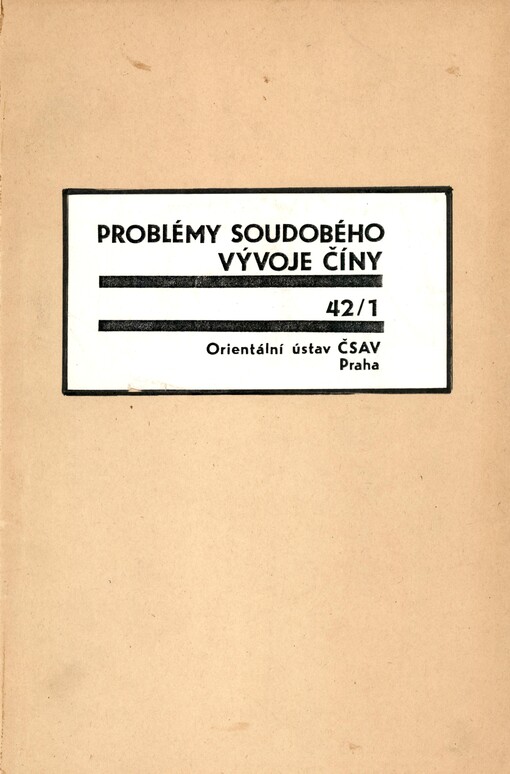 PROBLÉMY SOUDOBÉHO
VÝVOJE ČÍNY
42/1
Orientální ústav ČSAV
Praha